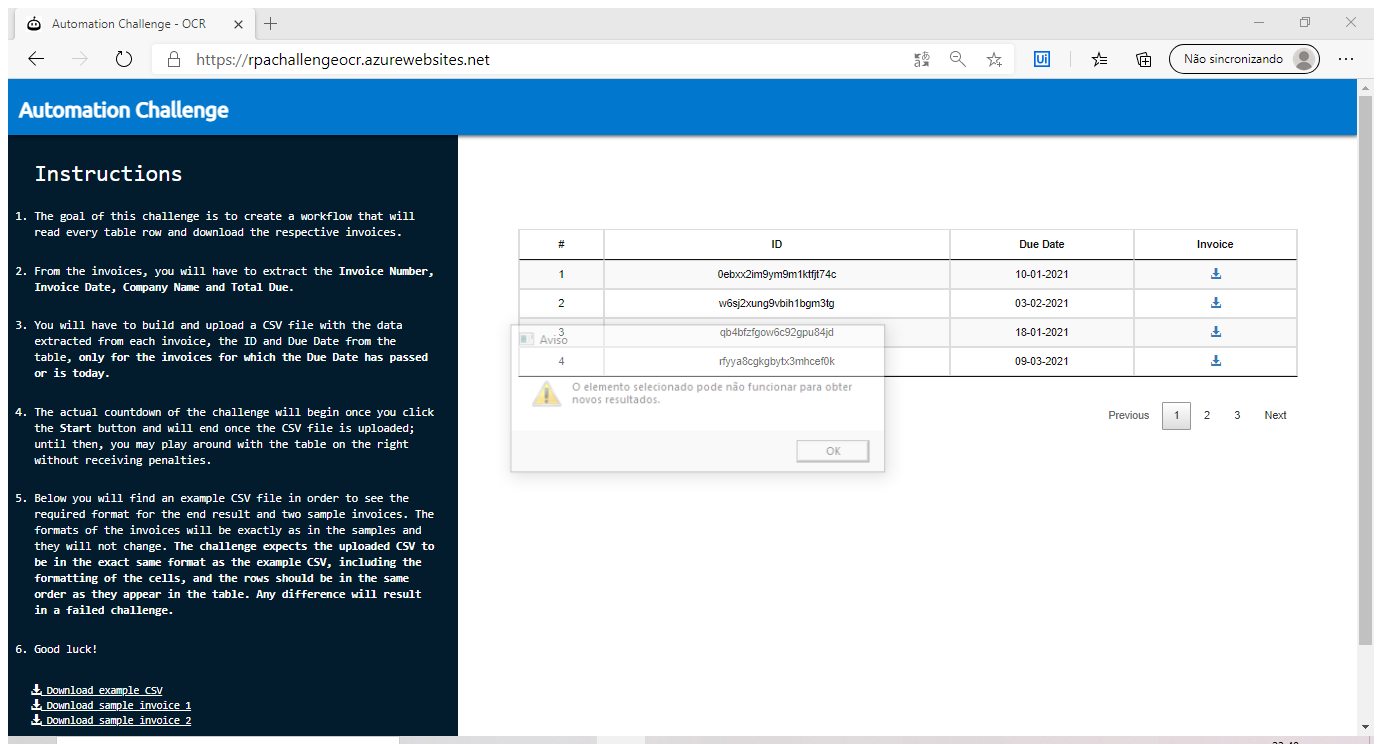 Automation Challenge - OCR
https://rpachallengeocr.azurewebsites.net
Ui
Não sincronizando
Automation Challenge
Instructions
1. The goal of this challenge is to create a workflow that will
read every table row and download the respective invoices.
2. From the invoices, you will have to extract the Invoice Number,
Invoice Date, Company Name and Total Due.
3. You will have to build and upload a CSV file with the data
extracted from each invoice, the ID and Due Date from the
table, only for the invoices for which the Due Date has passed
or is today.
4. The actual countdown of the challenge will begin once you click
the Start button and will end once the CSV file is uploaded;
until then, you may play around with the table on the right
without receiving penalties.
5. Below you will find an example CSV file in order to see the
required format for the end result and two sample invoices. The
formats of the invoices will be exactly as in the samples and
they will not change. The challenge expects the uploaded CSV to
be in the exact same format as the example CSV, including the
formatting of the cells, and the rows should be in the same
order as they appear in the table. Any difference will result
in a failed challenge.
6. Good luck!
Download example CSV
Download sample invoice 1
Download sample invoice 2
# ID Due Date Invoice
1 0ebxx2im9ym9m1ktfjt74c 10-01-2021
2 w6sj2xung9vbih1bgm3tg 03-02-2021
3 qb4bfzfgow6c92gpu84jd 18-01-2021
4 rfyya8cgkgbytx3mhcef0k 09-03-2021
Previous 1 2 3 Next
Aviso
O elemento selecionado pode não funcionar para obter
novos resultados.
OK